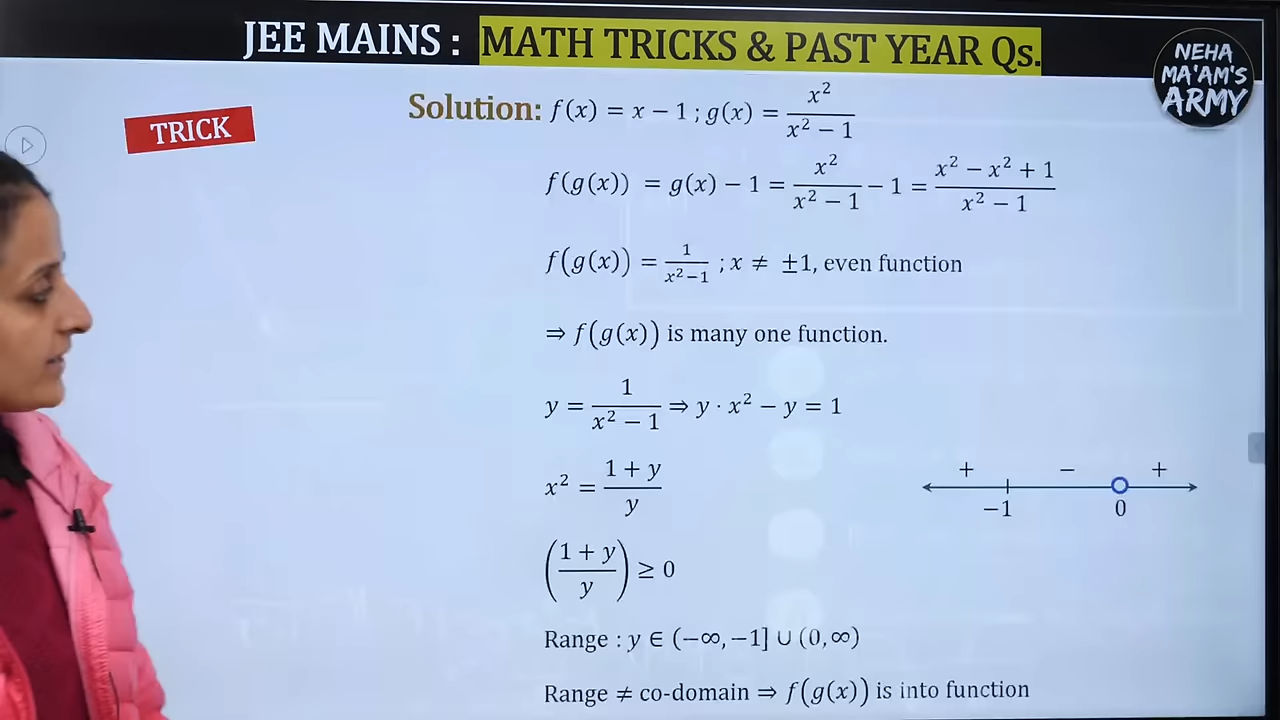 JEE MAINS : MATH TRICKS & PAST YEAR Qs.
NEHA
MA'AM'S
ARMY
TRICK
Solution: f(x) = x − 1 ; g(x) = x²/(x² − 1)
f(g(x)) = g(x) − 1 = x²/(x² − 1) − 1 = (x² − x² + 1)/(x² − 1)
f(g(x)) = 1/(x²−1) ; x ≠ ±1, even function
⇒ f(g(x)) is many one function.
y = 1/(x² − 1) ⇒ y · x² − y = 1
x² = (1 + y)/y
+ − +
−1 0
((1 + y)/y) ≥ 0
Range : y ∈ (−∞, −1] ∪ (0, ∞)
Range ≠ co-domain ⇒ f(g(x)) is into function